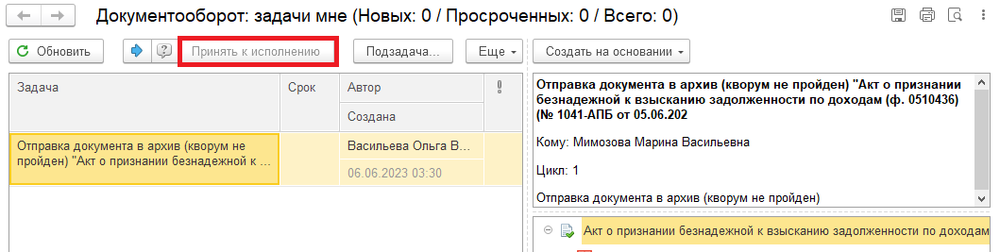 Документооборот: задачи мне (Новых: 0 / Просроченных: 0 / Всего: 0)
Обновить
Принять к исполнению
Подзадача...
Еще
Создать на основании
Задача
Срок
Автор
Создана
Отправка документа в архив (кворум не
пройден) "Акт о признании безнадежной к ...
Васильева Ольга В...
06.06.2023 03:30
Отправка документа в архив (кворум не пройден) "Акт о признании
безнадежной к взысканию задолженности по доходам (ф. 0510436)
(№ 1041-АПБ от 05.06.202
Кому: Мимозова Марина Васильевна
Цикл: 1
Отправка документа в архив (кворум не пройден)
Акт о признании безнадежной к взысканию задолженности по доходам